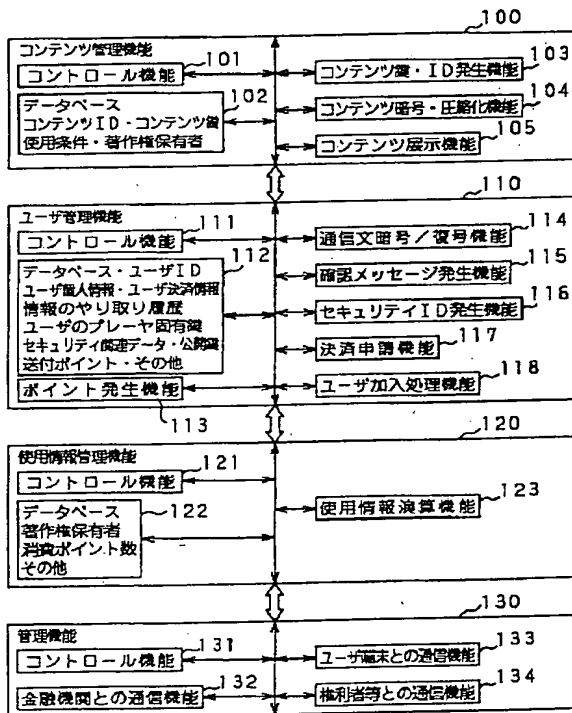 100
コンテンツ管理機能
101
コントロール機能
103
コンテンツ鍵・ID発生機能
102
データベース
コンテンツID・コンテンツ鍵
使用条件・著作権保有者
104
コンテンツ暗号・圧縮化機能
105
コンテンツ展示機能
110
ユーザ管理機能
111
コントロール機能
114
通信文暗号/復号機能
112
データベース・ユーザID
ユーザ個人情報・ユーザ決済情報
情報のやり取り履歴
ユーザのプレーヤ固有鍵
セキュリティ関連データ・公開鍵
送付ポイント・その他
115
確認メッセージ発生機能
116
セキュリティID発生機能
117
決済申請機能
ポイント発生機能
113
118
ユーザ加入処理機能
120
使用情報管理機能
121
コントロール機能
122
データベース
著作権保有者
消費ポイント数
その他
123
使用情報演算機能
130
管理機能
131
コントロール機能
133
ユーザ端末との通信機能
132
金融機関との通信機能
134
権利者等との通信機能